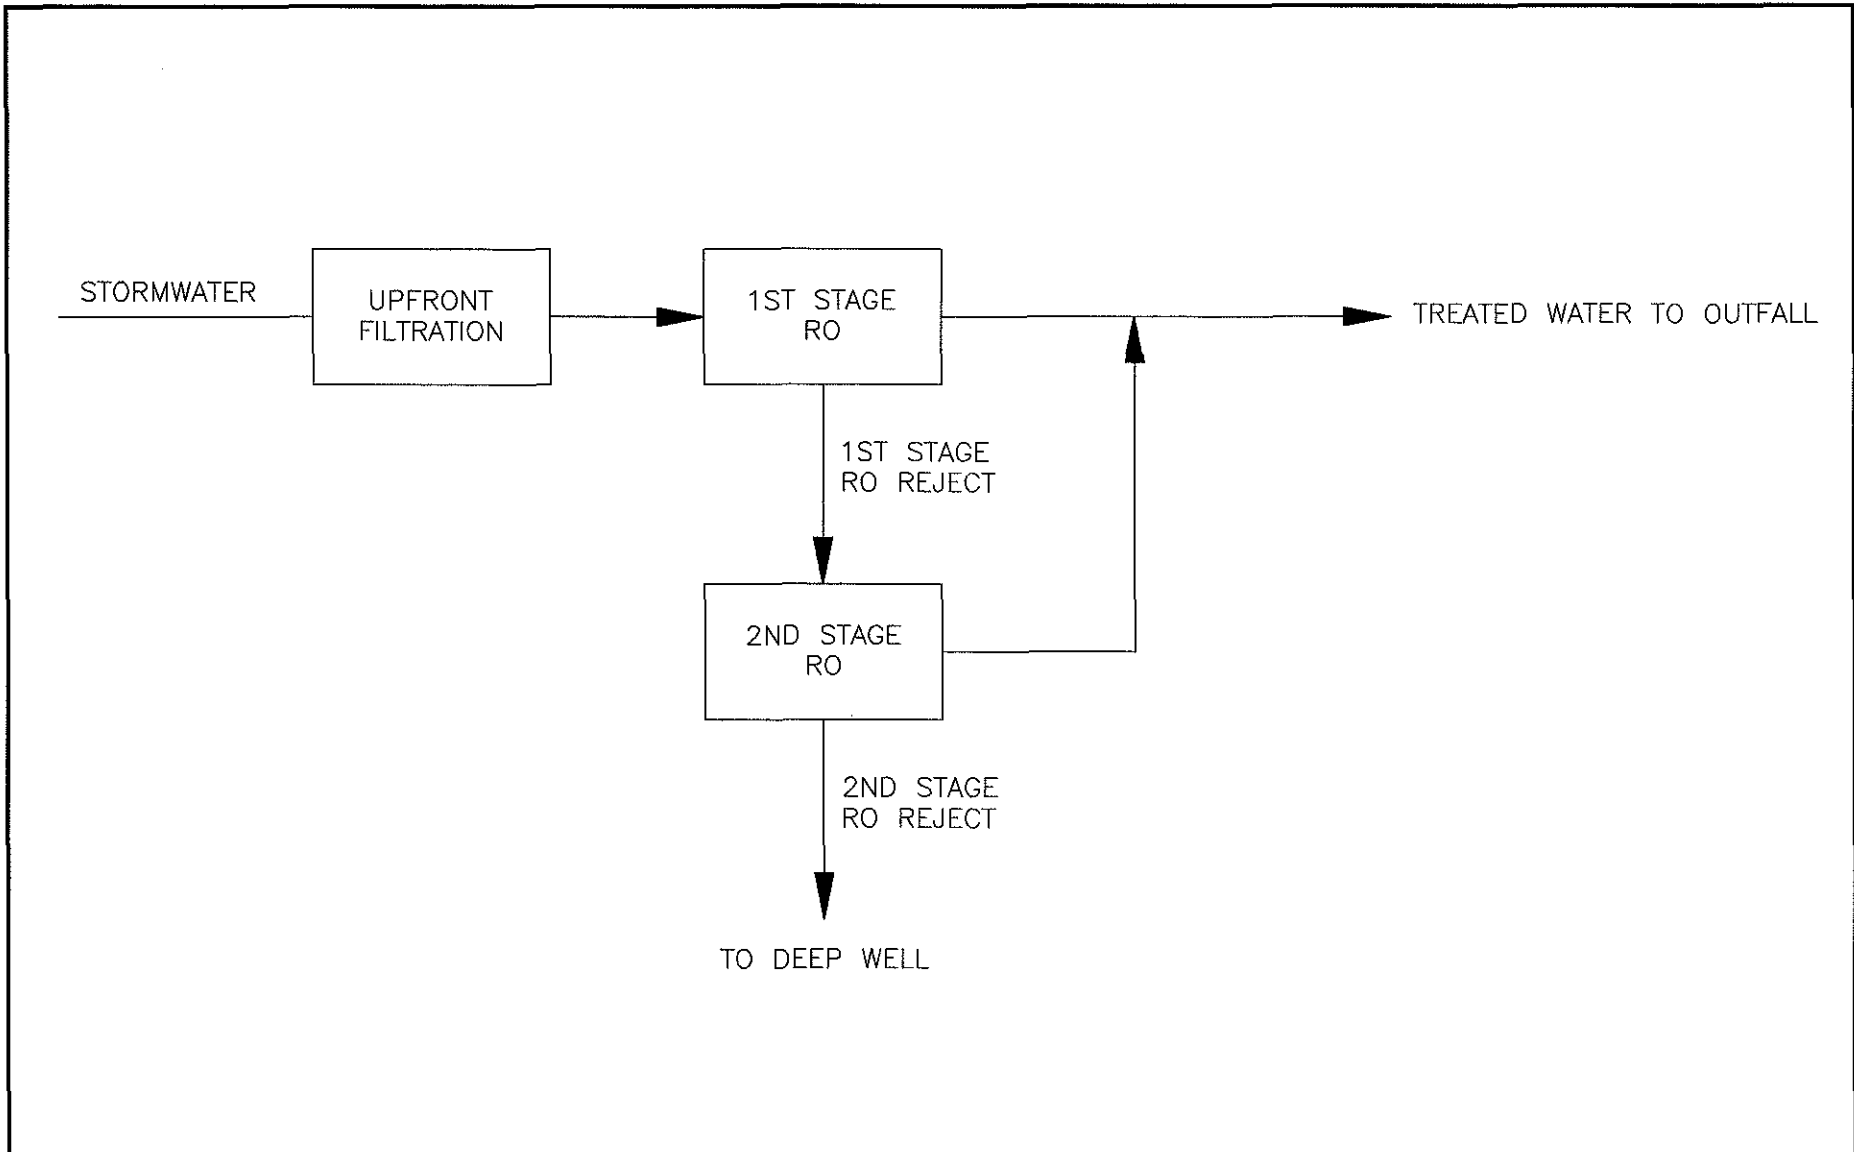 STORMWATER
UPFRONT
FILTRATION
1ST STAGE
RO
TREATED WATER TO OUTFALL
1ST STAGE
RO REJECT
2ND STAGE
RO
2ND STAGE
RO REJECT
TO DEEP WELL